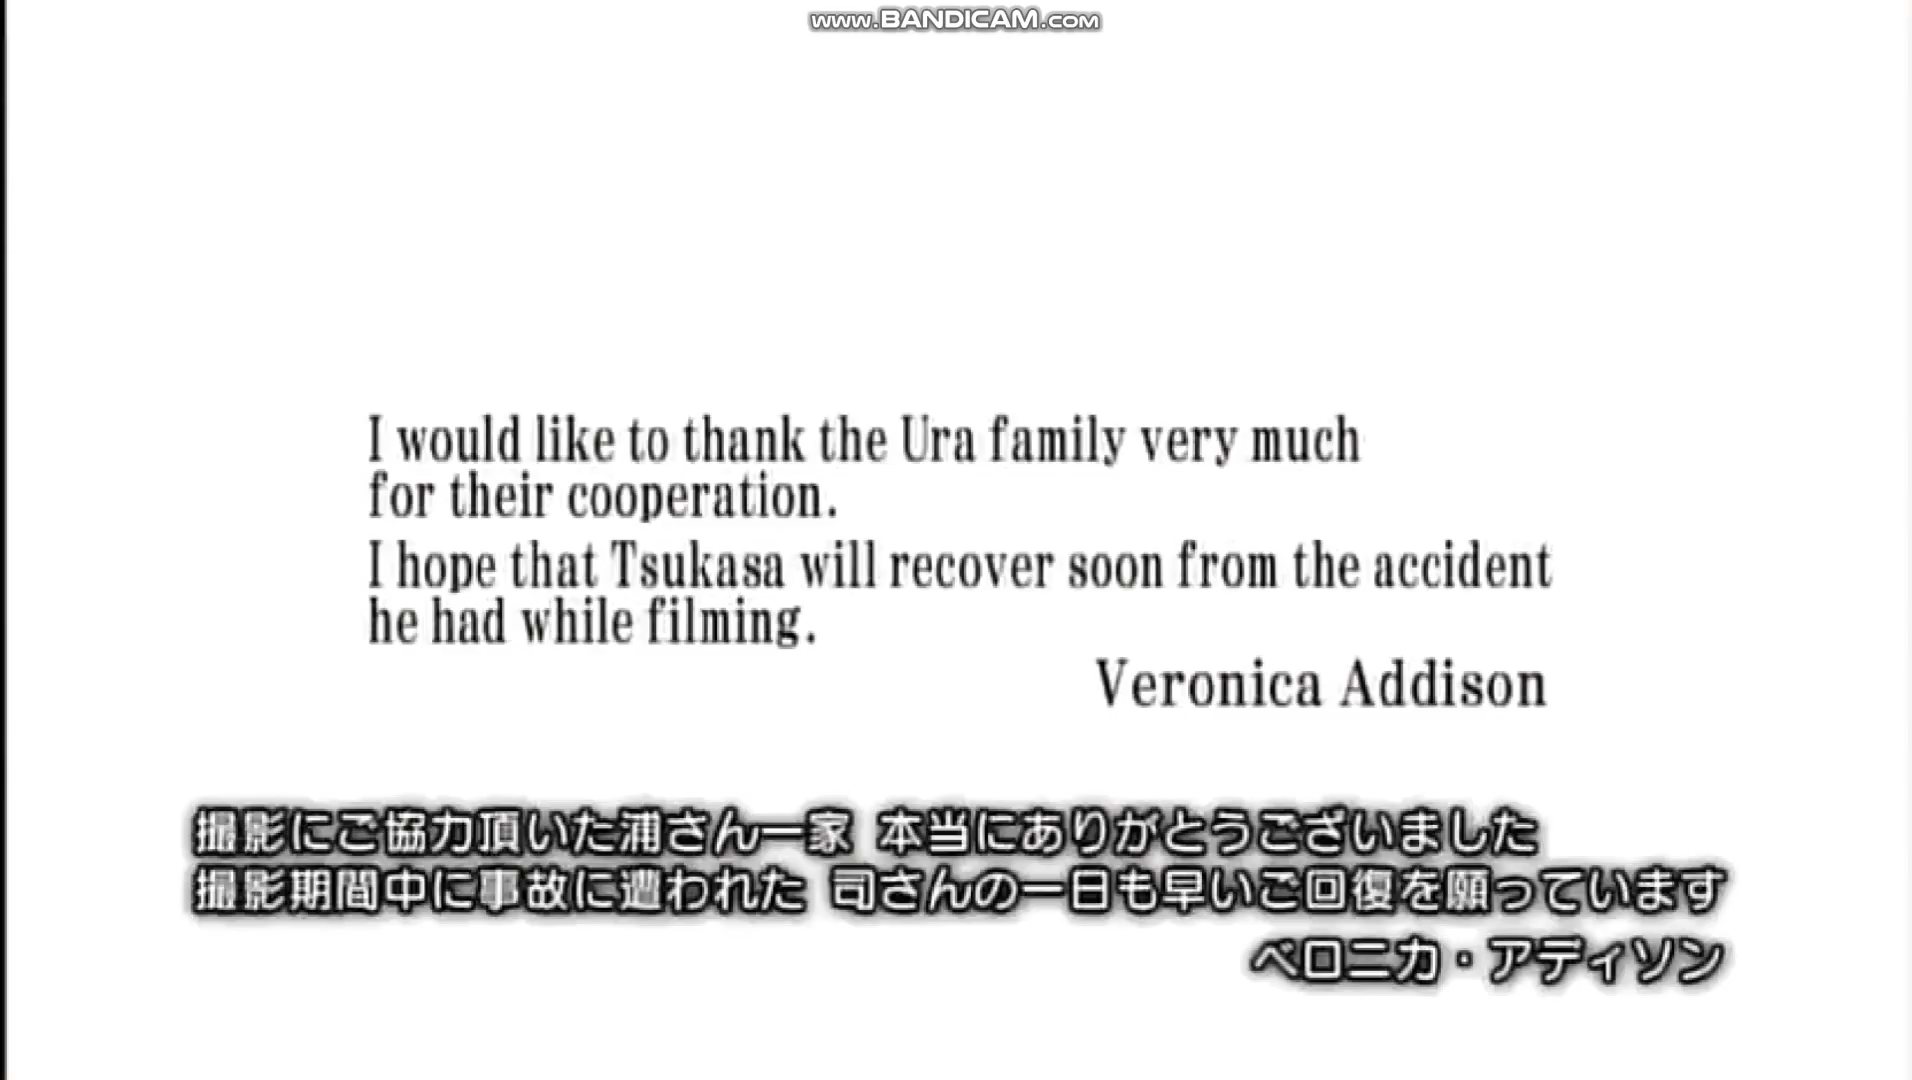 www.BANDICAM.com
I would like to thank the Ura family very much
for their cooperation.
I hope that Tsukasa will recover soon from the accident
he had while filming.
Veronica Addison
撮影にご協力頂いた浦さん一家 本当にありがとうございました
撮影期間中に事故に遭われた 司さんの一日も早いご回復を願っています
ベロニカ・アディソン